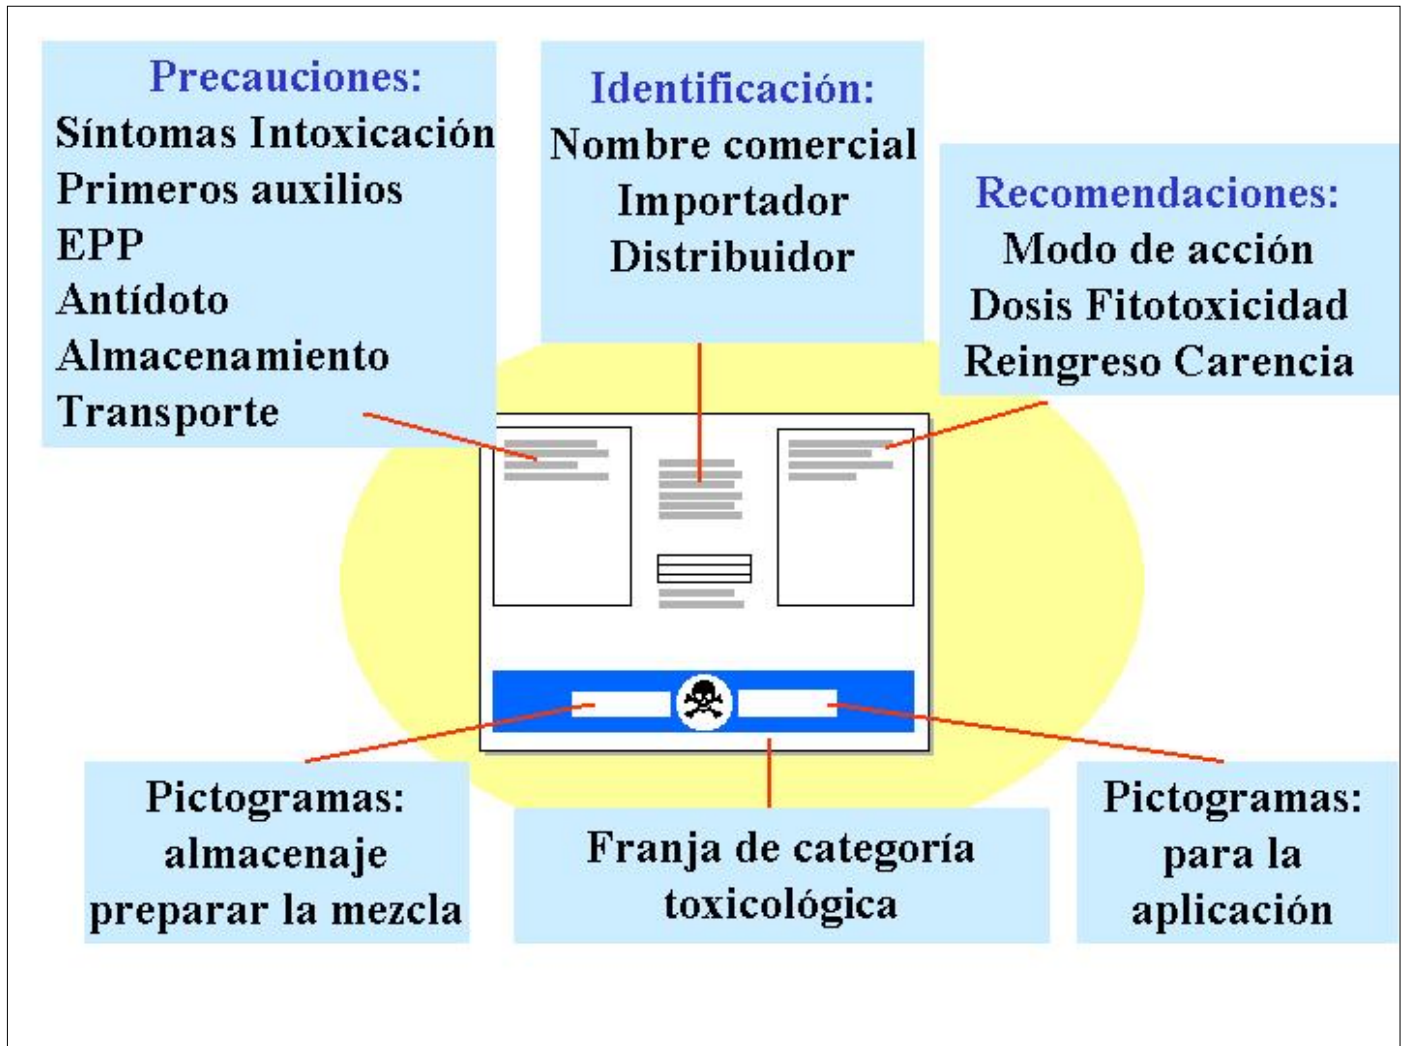 Precauciones:
Síntomas Intoxicación
Primeros auxilios
EPP
Antídoto
Almacenamiento
Transporte
Identificación:
Nombre comercial
Importador
Distribuidor
Recomendaciones:
Modo de acción
Dosis Fitotoxicidad
Reingreso Carencia
Pictogramas:
almacenaje
preparar la mezcla
Franja de categoría
toxicológica
Pictogramas:
para la
aplicación